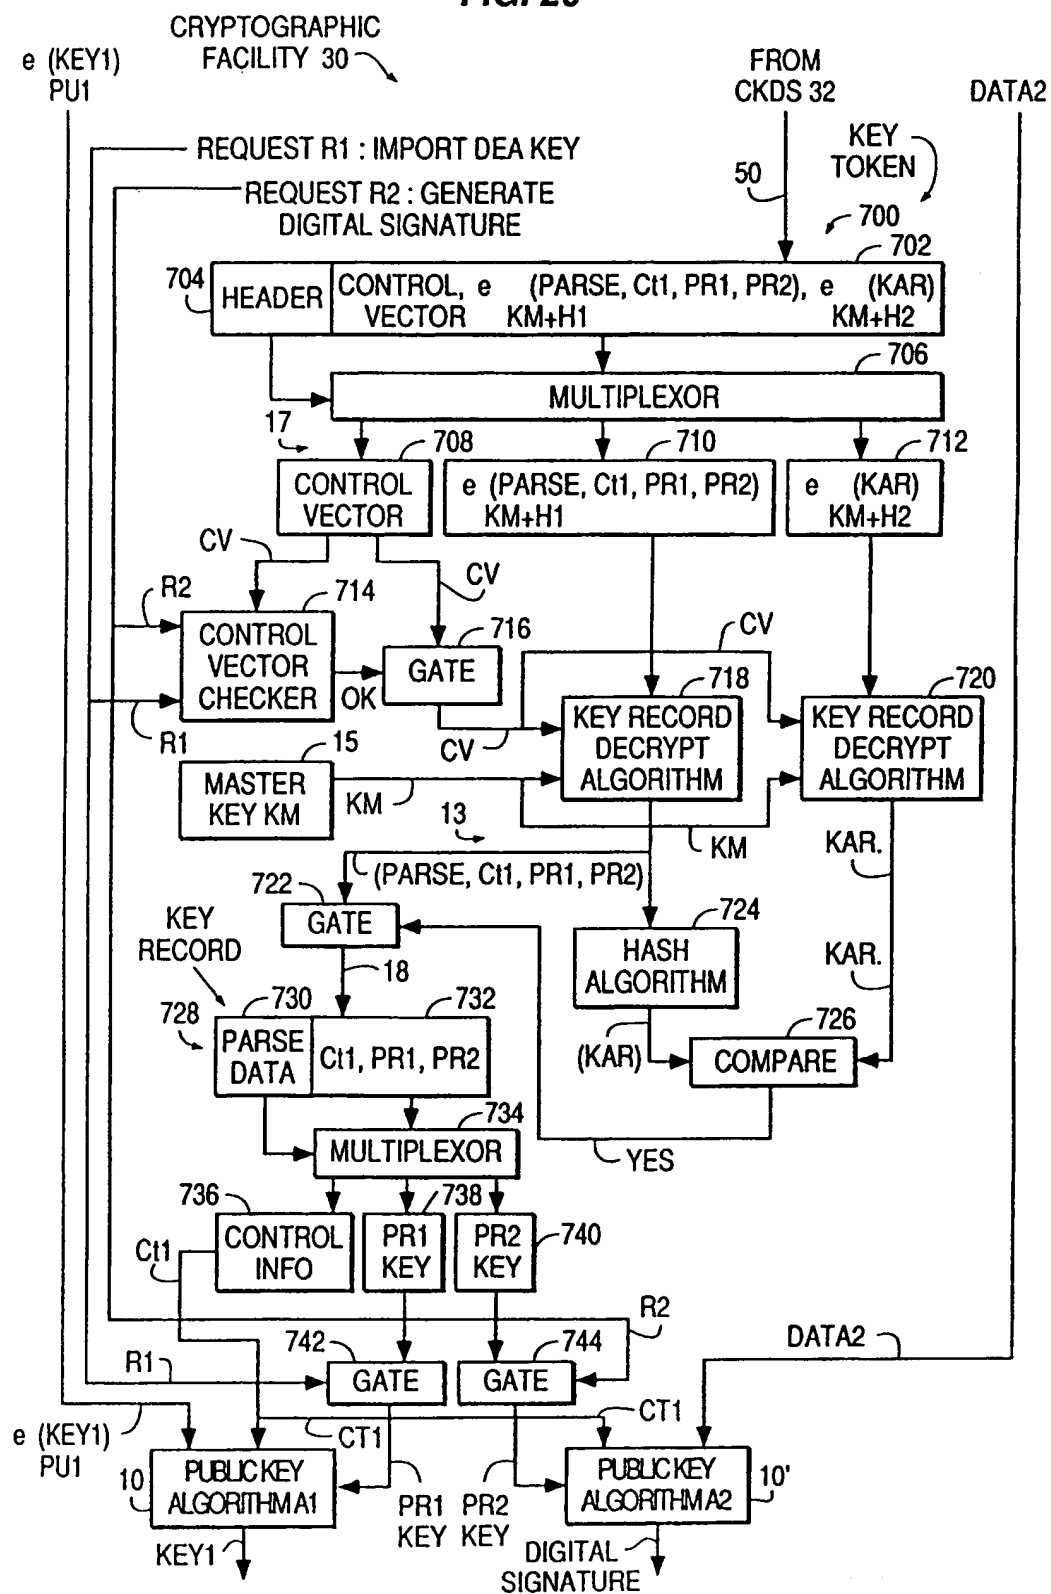 CRYPTOGRAPHIC
FACILITY 30
e (KEY1)
PU1
FROM
CKDS 32
DATA2
REQUEST R1 : IMPORT DEA KEY
KEY
TOKEN
REQUEST R2 : GENERATE
DIGITAL SIGNATURE
50
700
702
704
HEADER
CONTROL, e (PARSE, Ct1, PR1, PR2), e (KAR)
VECTOR KM+H1 KM+H2
706
MULTIPLEXOR
17
708
710
712
CONTROL
VECTOR
e (PARSE, Ct1, PR1, PR2)
KM+H1
e (KAR)
KM+H2
CV
CV
R2
714
716
CV
CONTROL
VECTOR
CHECKER
GATE
OK
718
720
KEY RECORD
DECRYPT
ALGORITHM
KEY RECORD
DECRYPT
ALGORITHM
R1
15
CV
MASTER
KEY KM
KM
13
KM
KAR.
(PARSE, Ct1, PR1, PR2)
722
GATE
724
KEY
RECORD
HASH
ALGORITHM
KAR.
18
730
732
728
726
PARSE
DATA
Ct1, PR1, PR2
(KAR)
COMPARE
734
MULTIPLEXOR
YES
736
738
CONTROL
INFO
PR1
KEY
PR2
KEY
740
Ct1
R2
742
744
DATA2
R1
GATE
GATE
CT1
CT1
e (KEY1)
PU1
10
PUBLIC KEY
ALGORITHM A1
PUBLIC KEY
ALGORITHM A2
10'
PR1
KEY
PR2
KEY
KEY1
DIGITAL
SIGNATURE